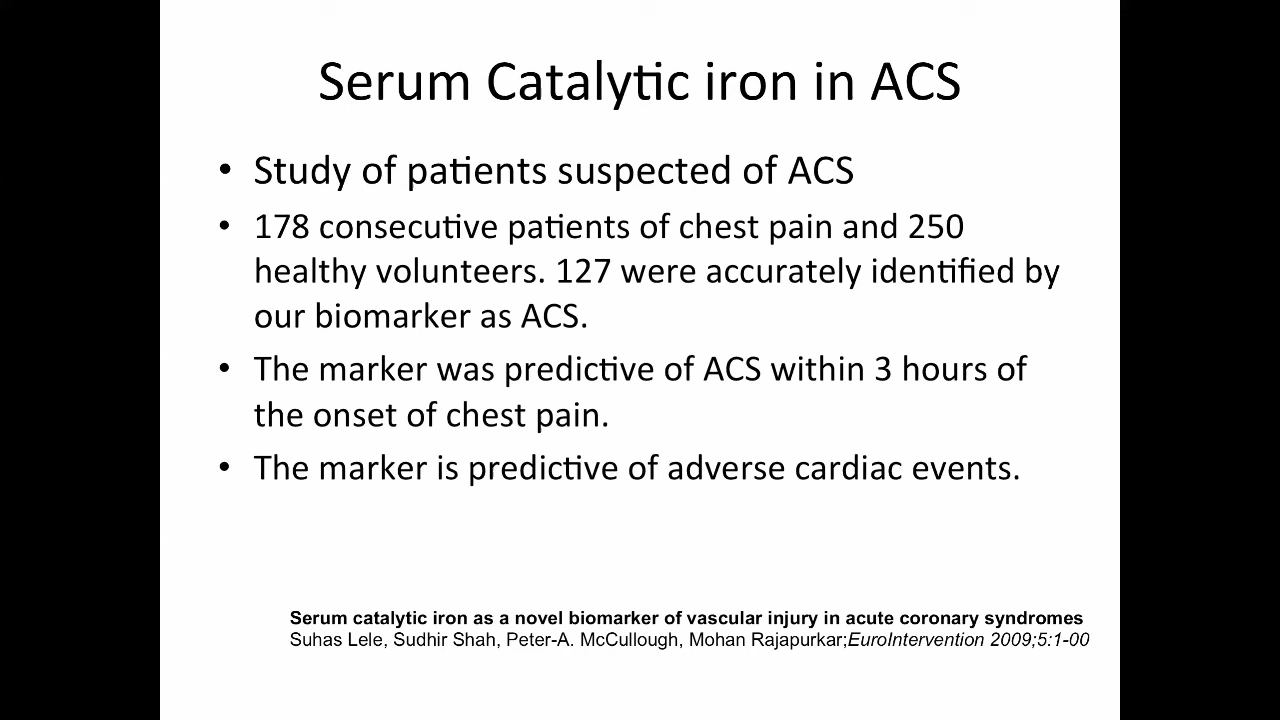 Serum Catalytic iron in ACS
• Study of patients suspected of ACS
• 178 consecutive patients of chest pain and 250
healthy volunteers. 127 were accurately identified by
our biomarker as ACS.
• The marker was predictive of ACS within 3 hours of
the onset of chest pain.
• The marker is predictive of adverse cardiac events.
Serum catalytic iron as a novel biomarker of vascular injury in acute coronary syndromes
Suhas Lele, Sudhir Shah, Peter-A. McCullough, Mohan Rajapurkar;EuroIntervention 2009;5:1-00